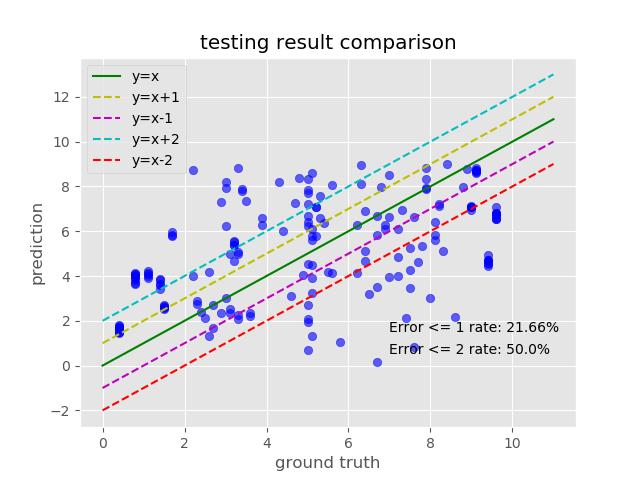 testing result comparison
y=x
y=x+1
y=x-1
y=x+2
y=x-2
12
10
8
6
4
2
0
−2
prediction
Error <= 1 rate: 21.66%
Error <= 2 rate: 50.0%
0 2 4 6 8 10
ground truth